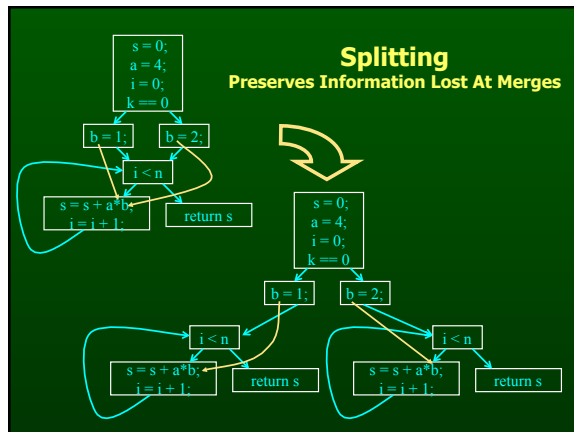 Splitting
Preserves Information Lost At Merges
s = 0;
a = 4;
i = 0;
k == 0
b = 1;
b = 2;
i < n
s = s + a*b;
i = i + 1;
return s
s = 0;
a = 4;
i = 0;
k == 0
b = 1;
b = 2;
i < n
s = s + a*b;
i = i + 1;
return s
i < n
s = s + a*b;
i = i + 1;
return s